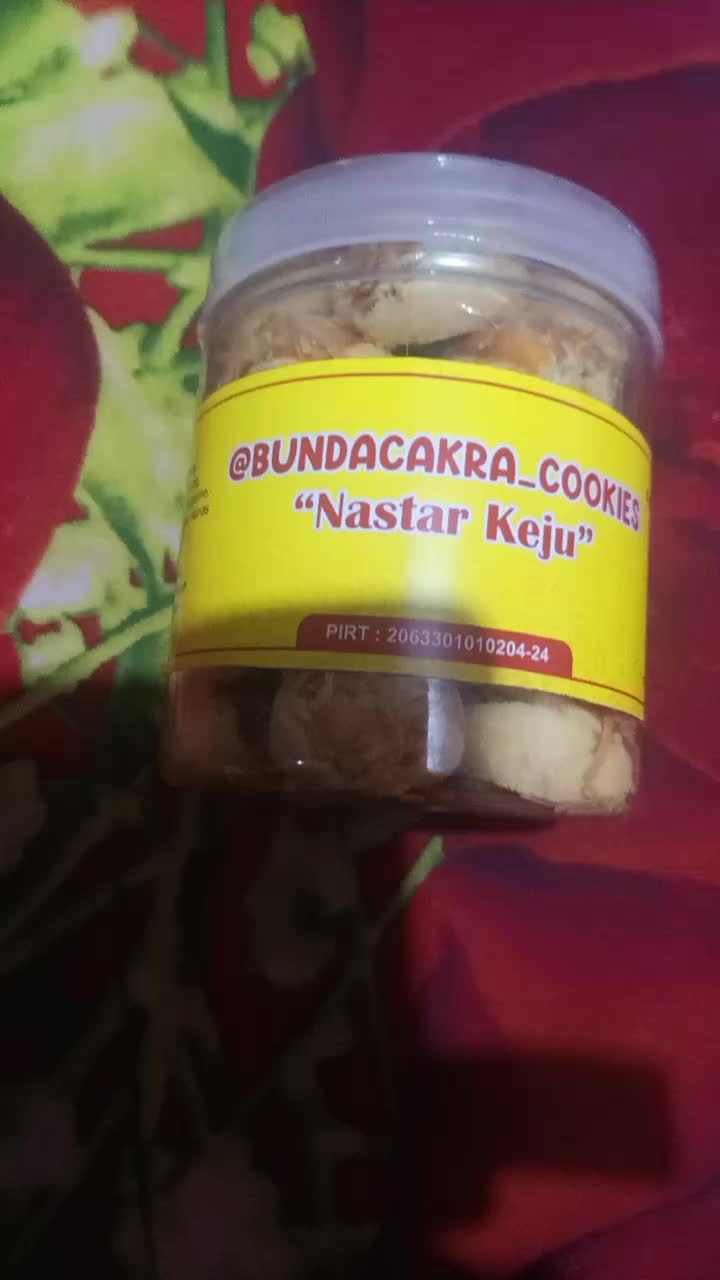 @BUNDACAKRA_COOKIES
“Nastar Keju”
PIRT : 2063301010204-24